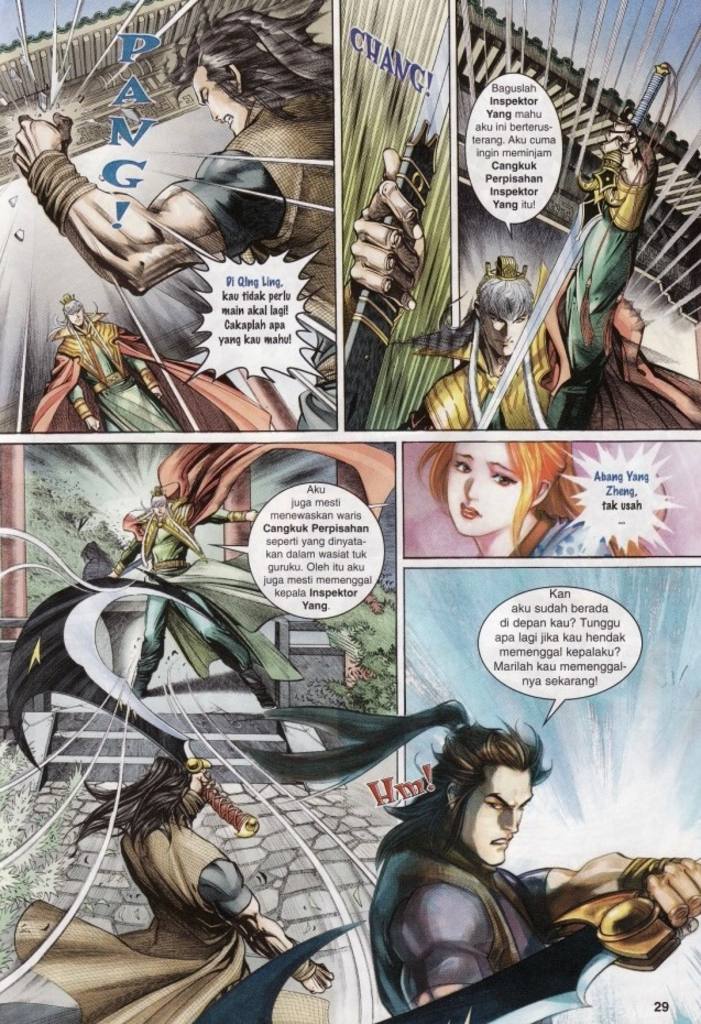 PANG!
Di Qing Ling,
kau tidak perlu
main akal lagi!
Cakaplah apa
yang kau mahu!
CHANG!
Baguslah
Inspektor
Yang mahu
aku ini berterus-
terang. Aku cuma
ingin meminjam
Cangkuk
Perpisahan
Inspektor
Yang itu!
Aku
juga mesti
menewaskan waris
Cangkuk Perpisahan
seperti yang dinyata-
kan dalam wasiat tuk
guruku. Oleh itu aku
juga mesti memenggal
kepala Inspektor
Yang.
Abang Yang
Zheng,
tak usah
...
Kan
aku sudah berada
di depan kau? Tunggu
apa lagi jika kau hendak
memenggal kepalaku?
Marilah kau memenggal-
nya sekarang!
Hm!
29